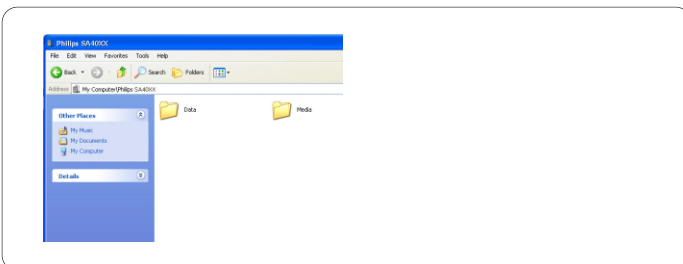 Philips SA40XX
File Edit View Favorites Tools Help
Back Search Folders
Address My Computer\Philips SA40XX
Other Places
My Music
My Documents
My Computer
Details
Data
Media